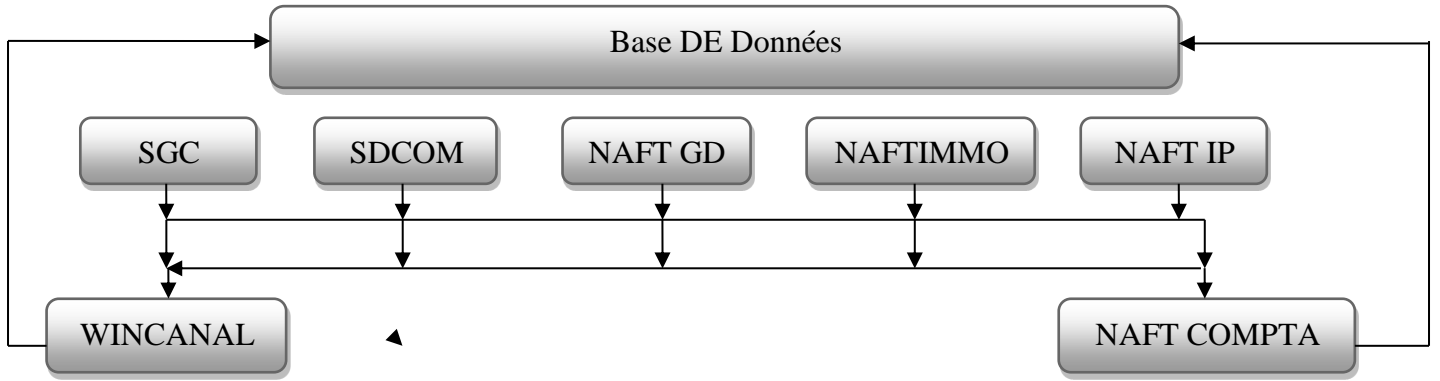 Base DE Données
SGC SDCOM NAFT GD NAFTIMMO NAFT IP
WINCANAL NAFT COMPTA